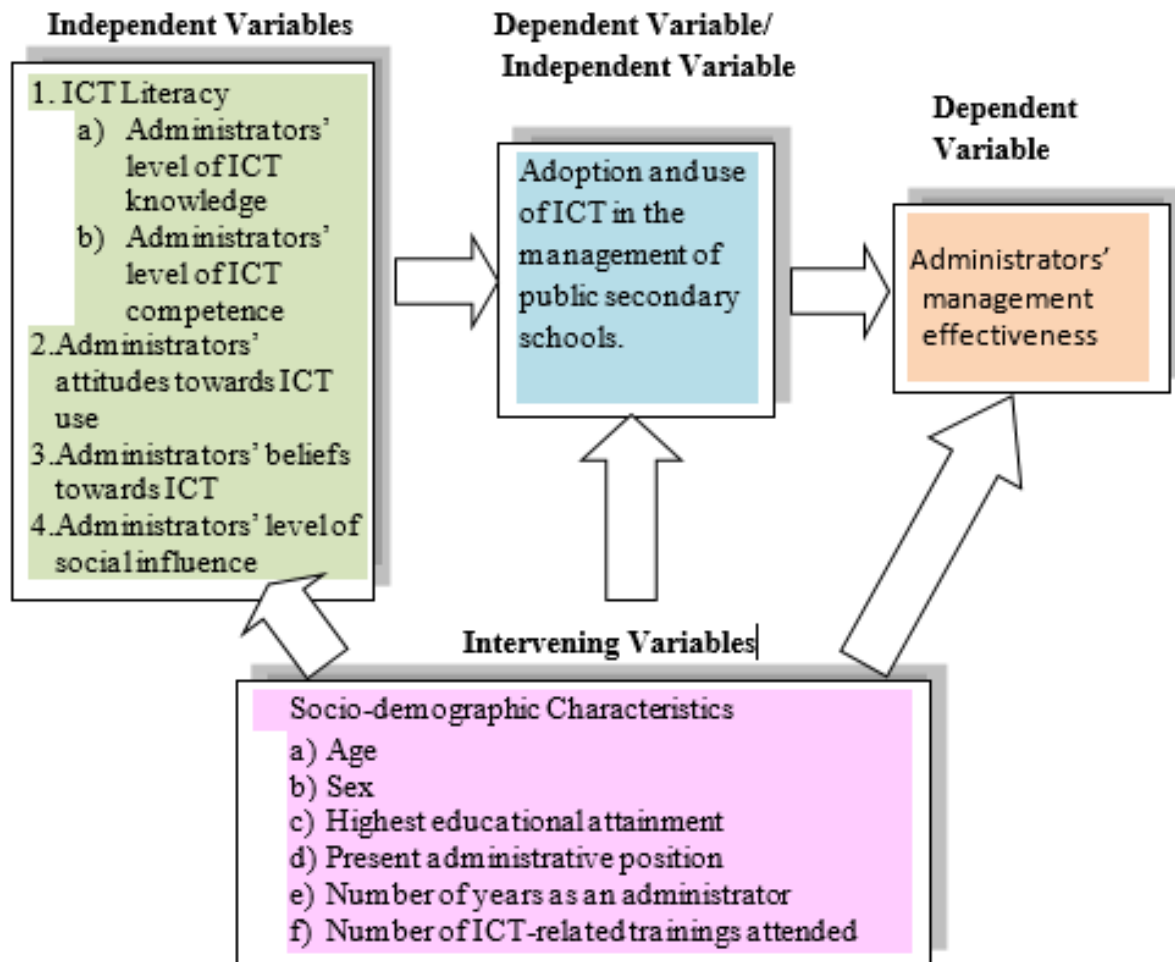 Independent Variables
1. ICT Literacy
a) Administrators’
level of ICT
knowledge
b) Administrators’
level of ICT
competence
2.Administrators’
attitudes towards ICT
use
3.Administrators’ beliefs
towards ICT
4.Administrators’ level of
social influence
Dependent Variable/
Independent Variable
Adoption and use
of ICT in the
management of
public secondary
schools.
Dependent
Variable
Administrators’
management
effectiveness
Intervening Variables
Socio-demographic Characteristics
a) Age
b) Sex
c) Highest educational attainment
d) Present administrative position
e) Number of years as an administrator
f) Number of ICT-related trainings attended